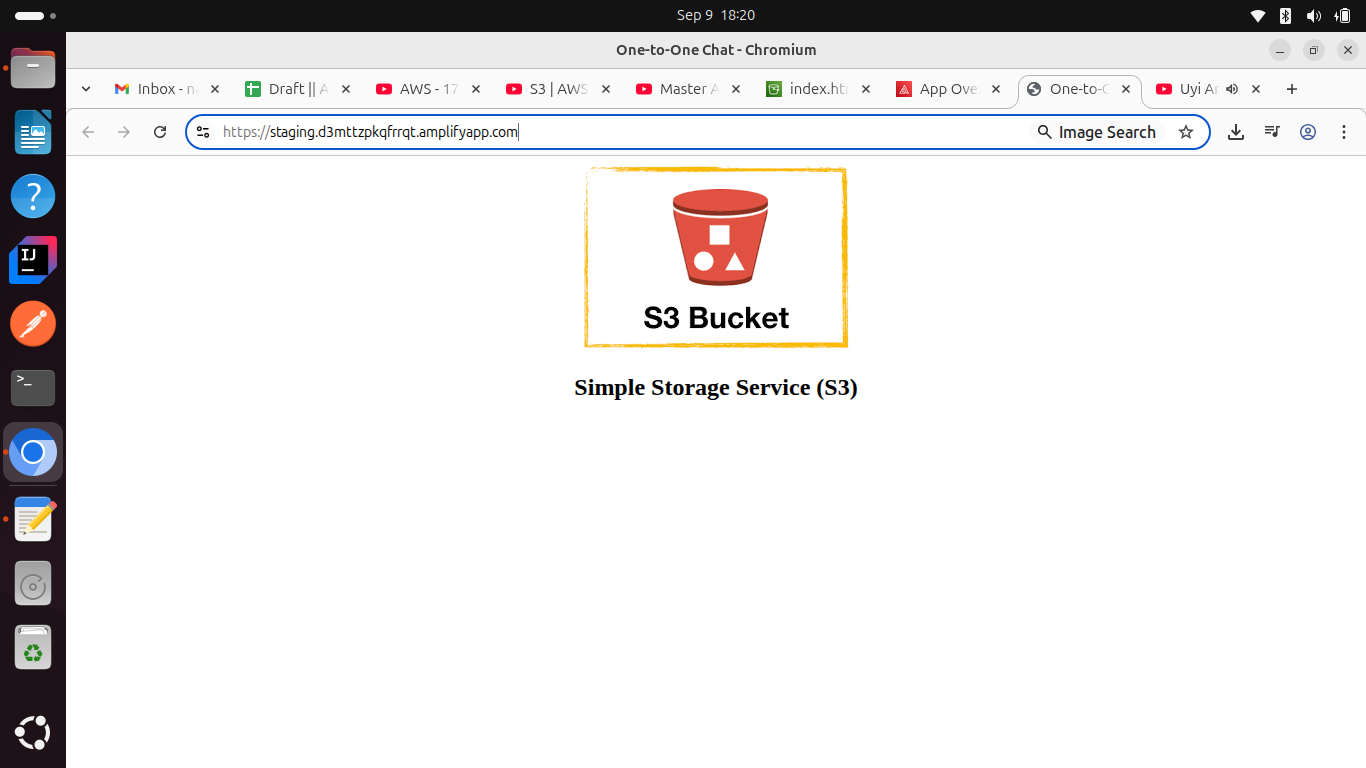 Sep 9 18:20
One-to-One Chat - Chromium
Inbox - n
Draft || A
AWS - 17
S3 | AWS
Master A
index.ht
App Ove
One-to-C
Uyi Ar
https://staging.d3mttzpkqfrrqt.amplifyapp.com
Image Search
S3 Bucket
Simple Storage Service (S3)